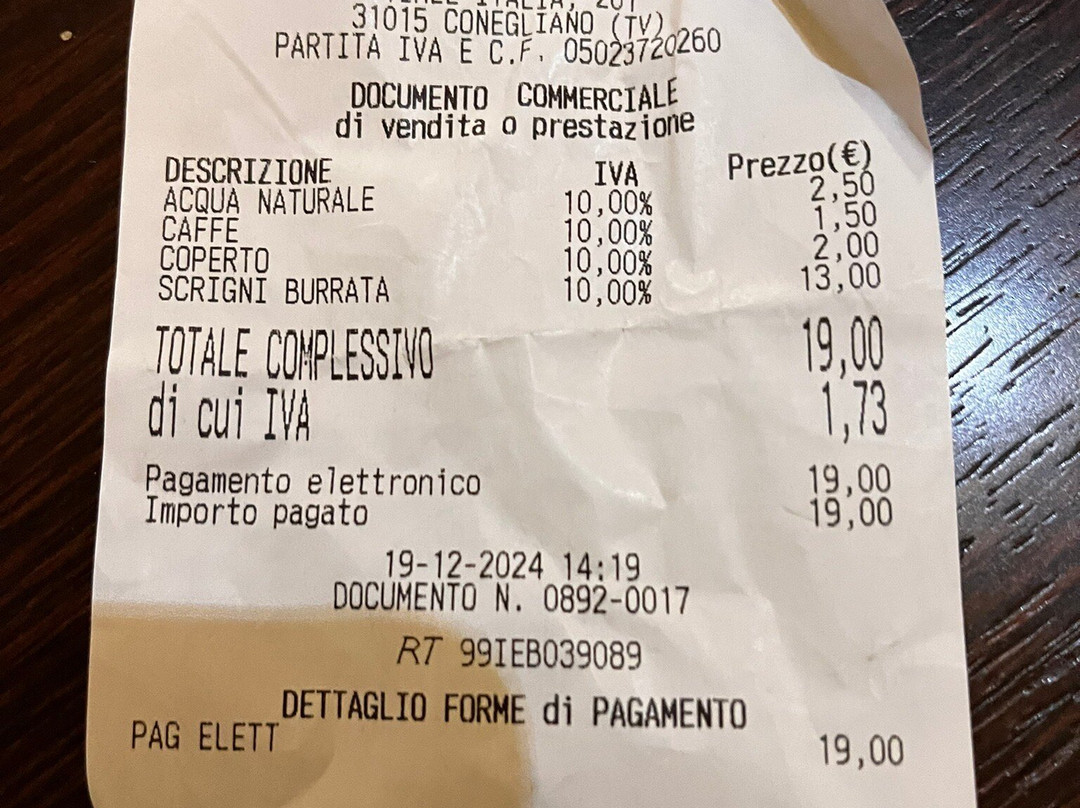 31015 CONEGLIANO (TV)
PARTITA IVA E C.F. 05023720260
DOCUMENTO COMMERCIALE
di vendita o prestazione
DESCRIZIONE IVA Prezzo(€)
ACQUA NATURALE 10,00% 2,50
CAFFE 10,00% 1,50
COPERTO 10,00% 2,00
SCRIGNI BURRATA 10,00% 13,00
TOTALE COMPLESSIVO 19,00
di cui IVA 1,73
Pagamento elettronico 19,00
Importo pagato 19,00
19-12-2024 14:19
DOCUMENTO N. 0892-0017
RT 99IEB039089
DETTAGLIO FORME di PAGAMENTO
PAG ELETT 19,00